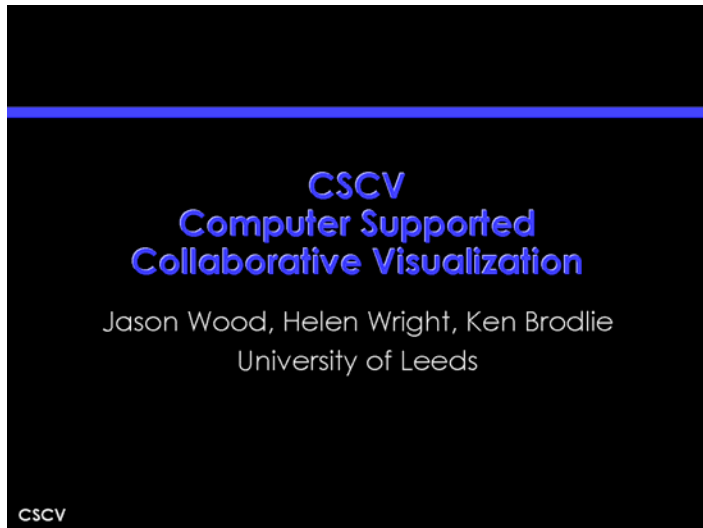 CSCV
Computer Supported
Collaborative Visualization
Jason Wood, Helen Wright, Ken Brodlie
University of Leeds
CSCV